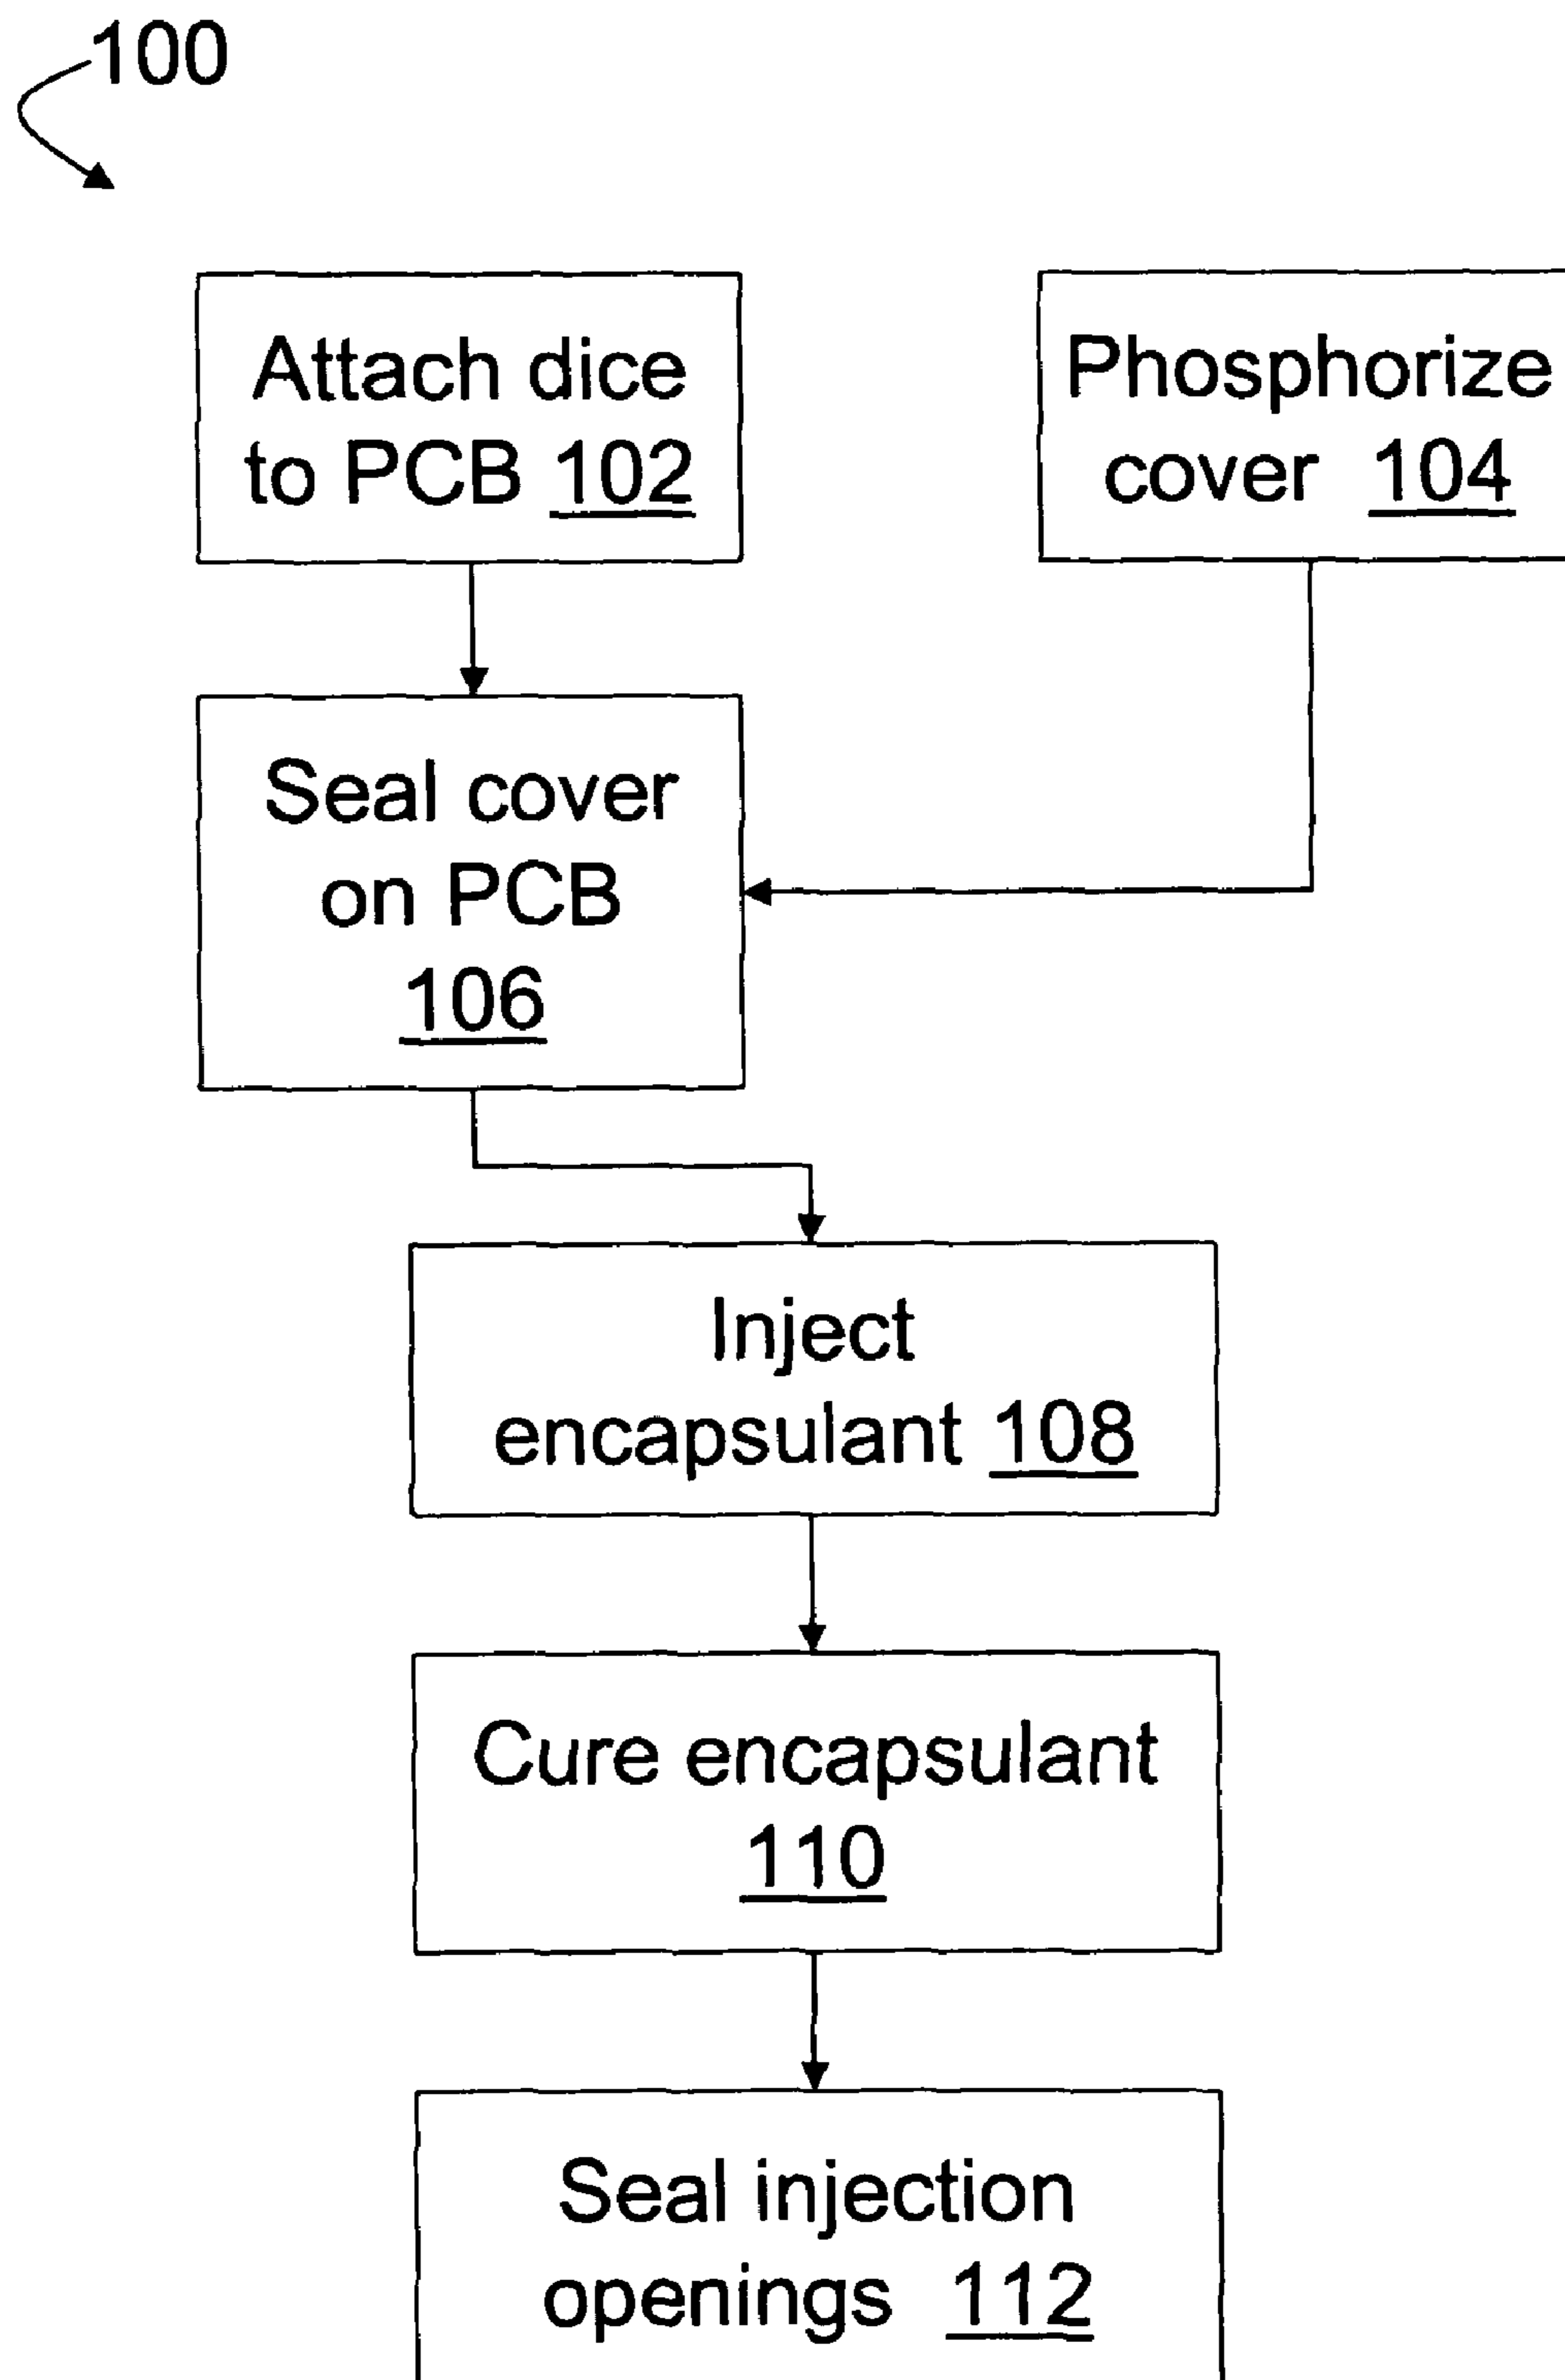 100
Attach dice
to PCB 102
Phosphorize
cover 104
Seal cover
on PCB
106
Inject
encapsulant 108
Cure encapsulant
110
Seal injection
openings 112